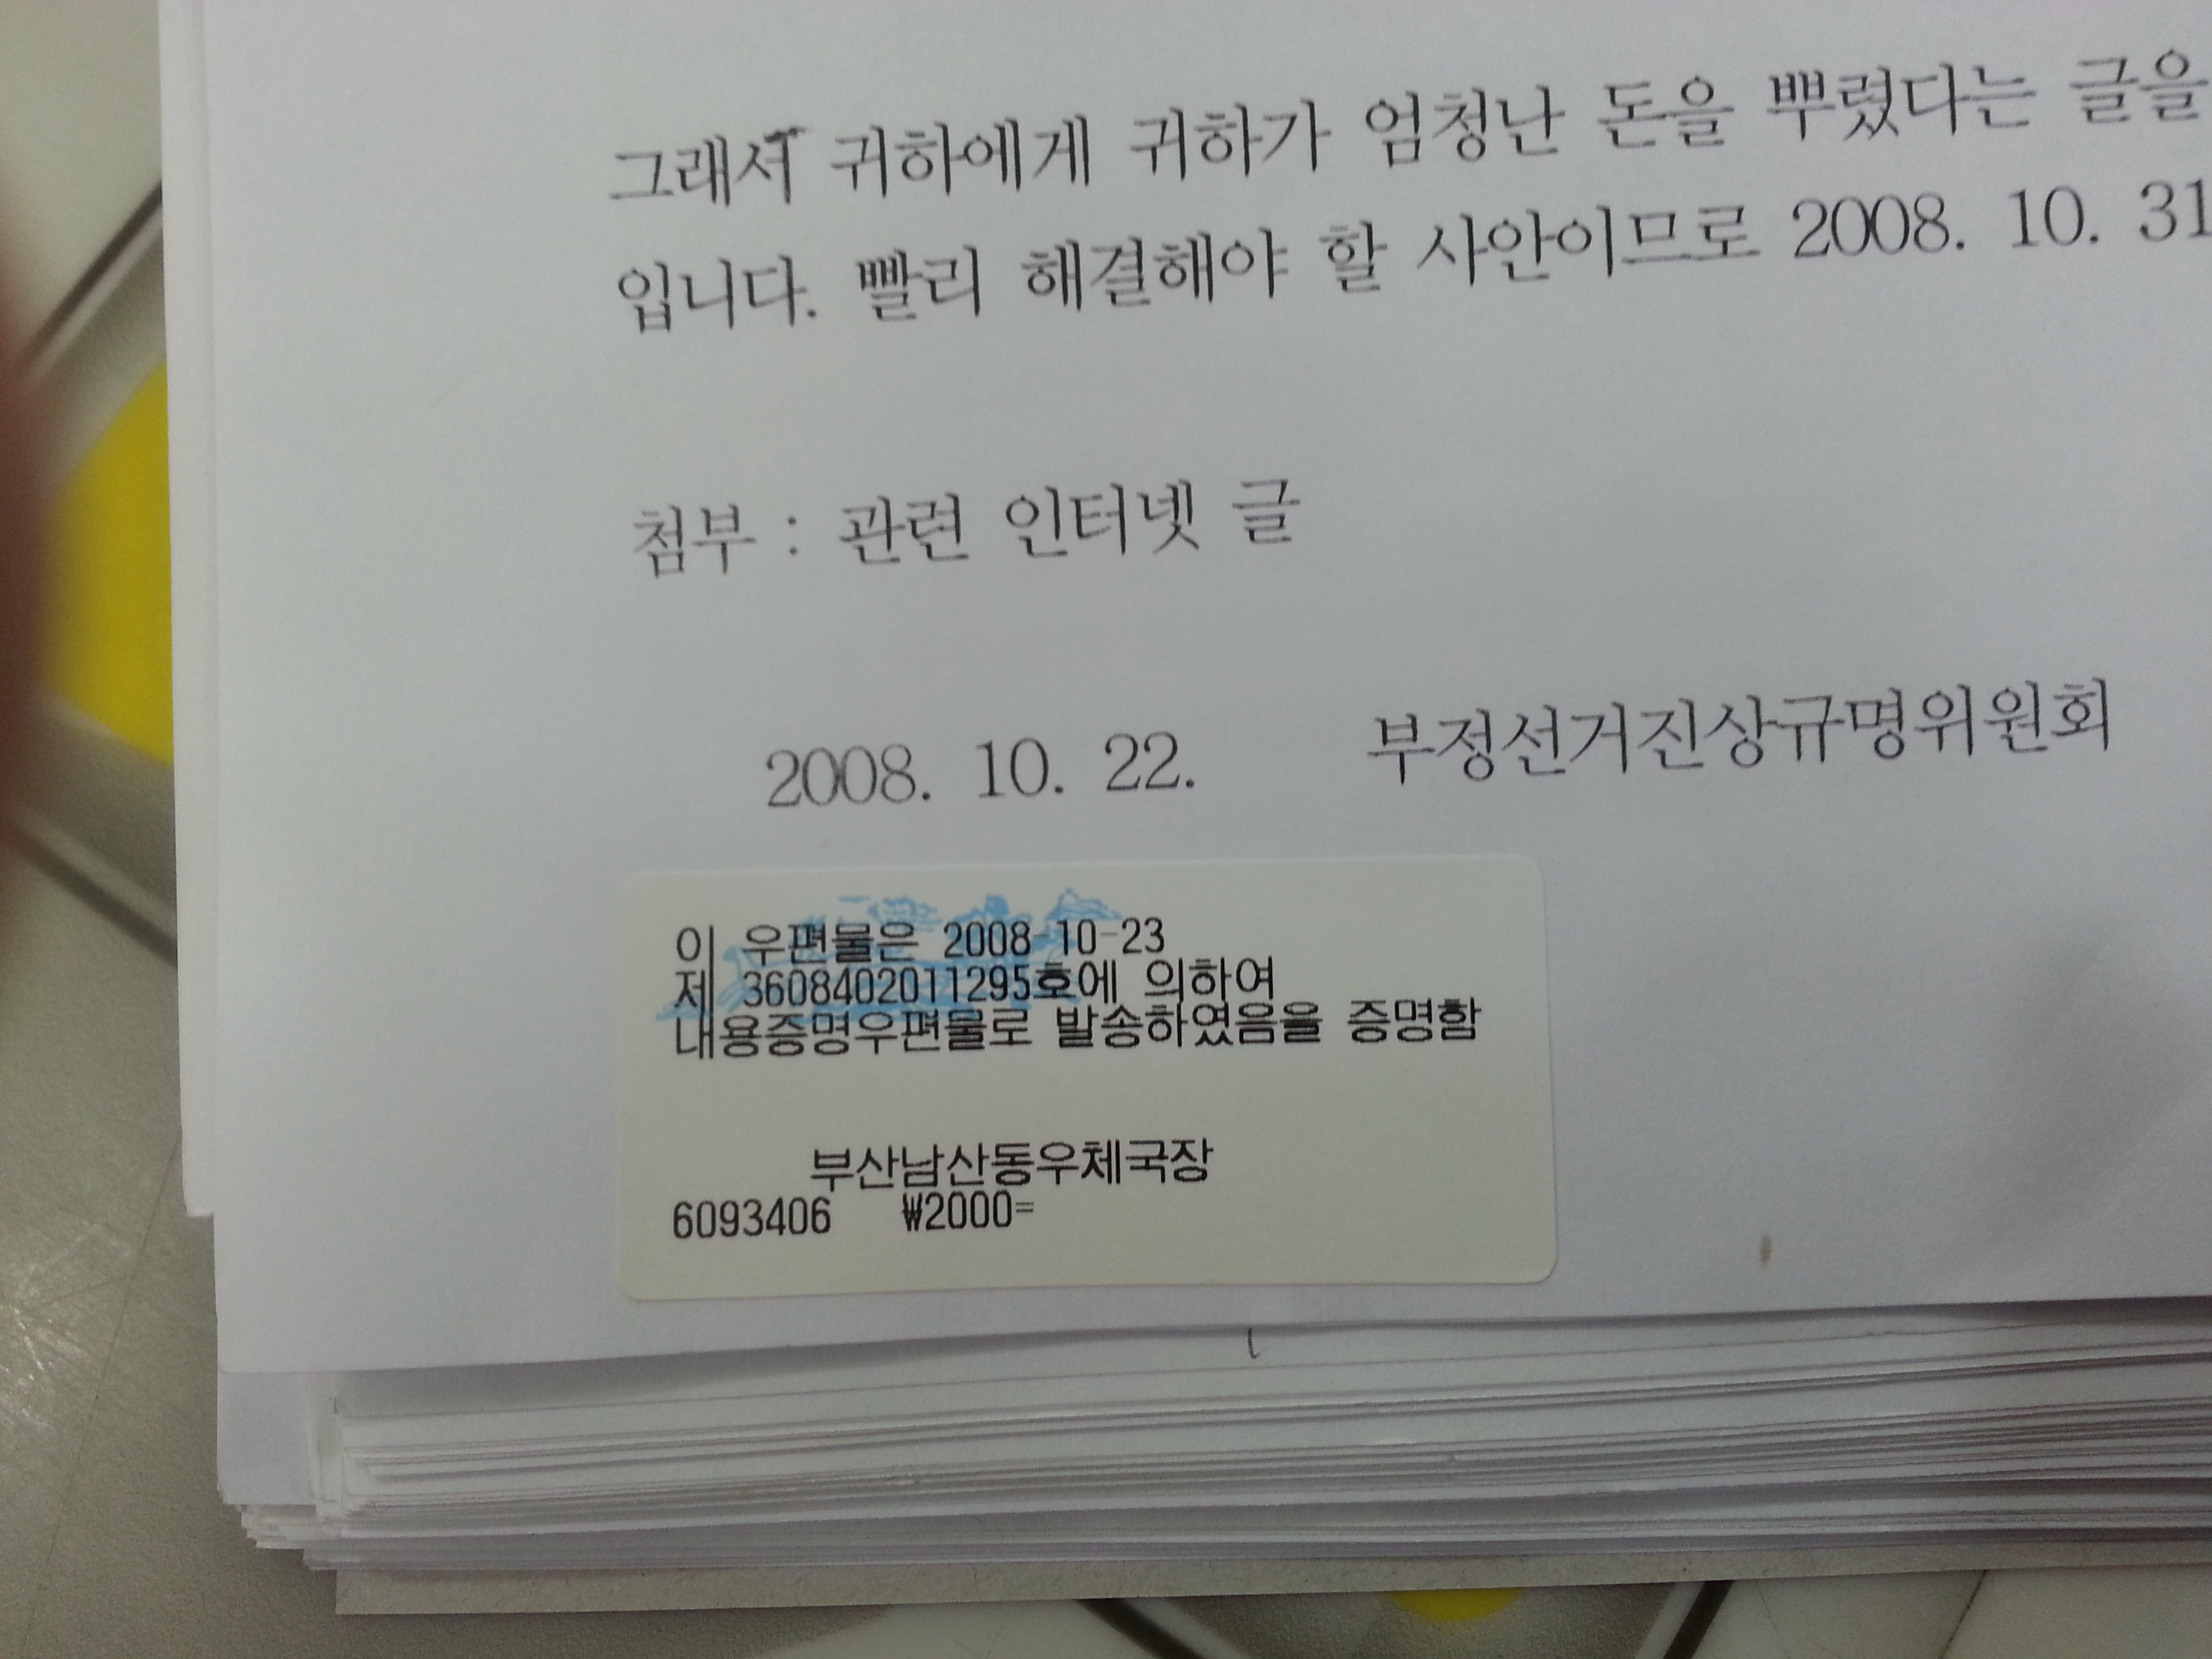 그래서 귀하에게 귀하가 엄청난 돈을 뿌렸다는 글을
입니다. 빨리 해결해야 할 사안이므로 2008. 10. 31
첨부 : 관련 인터넷 글
2008. 10. 22. 부정선거진상규명위원회
이 우편물은 2008-10-23
제 3608402011295호에 의하여
내용증명우편물로 발송하였음을 증명함
부산남산동우체국장
6093406 ₩2000=